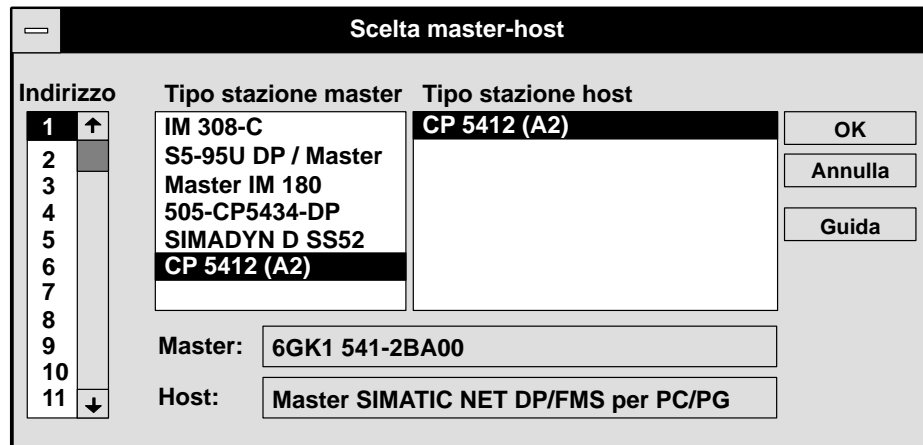 Scelta master-host
Indirizzo
1
2
3
4
5
6
7
8
9
10
11
Tipo stazione master
IM 308-C
S5-95U DP / Master
Master IM 180
505-CP5434-DP
SIMADYN D SS52
CP 5412 (A2)
Tipo stazione host
CP 5412 (A2)
OK
Annulla
Guida
Master: 6GK1 541-2BA00
Host: Master SIMATIC NET DP/FMS per PC/PG